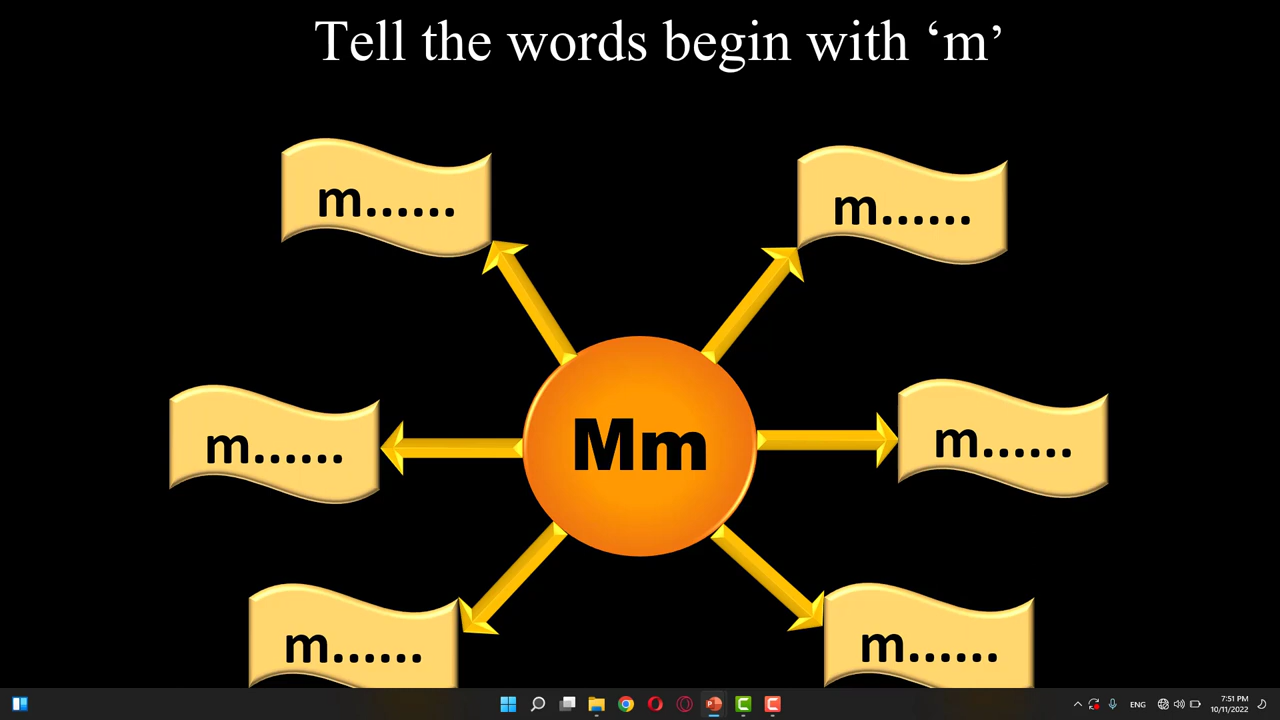 Tell the words begin with ‘m’
m......
m......
Mm
m......
m......
m......
m......
ENG
7:51 PM
10/11/2022